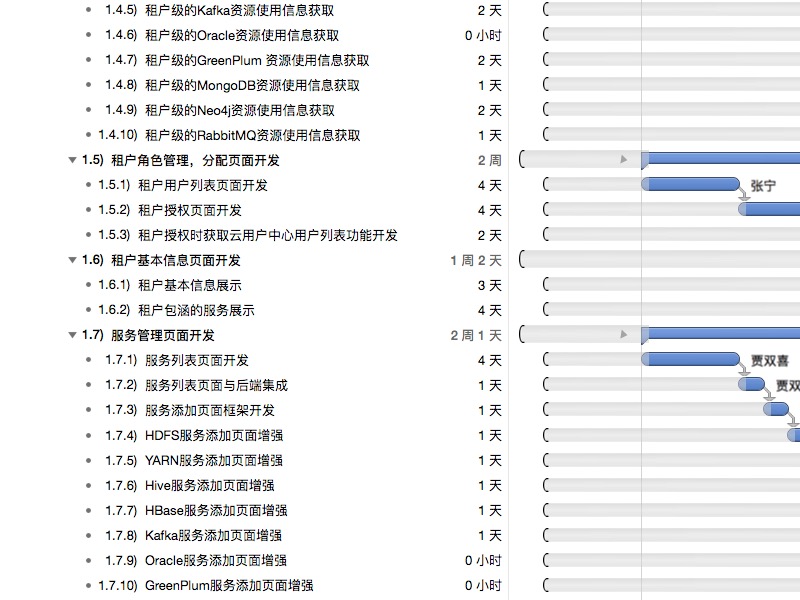 1.4.5) 租户级的Kafka资源使用信息获取 2 天
1.4.6) 租户级的Oracle资源使用信息获取 0 小时
1.4.7) 租户级的GreenPlum 资源使用信息获取 2 天
1.4.8) 租户级的MongoDB资源使用信息获取 1 天
1.4.9) 租户级的Neo4j资源使用信息获取 2 天
1.4.10) 租户级的RabbitMQ资源使用信息获取 1 天
1.5) 租户角色管理，分配页面开发 2 周
1.5.1) 租户用户列表页面开发 4 天 张宁
1.5.2) 租户授权页面开发 4 天
1.5.3) 租户授权时获取云用户中心用户列表功能开发 2 天
1.6) 租户基本信息页面开发 1 周 2 天
1.6.1) 租户基本信息展示 3 天
1.6.2) 租户包涵的服务展示 4 天
1.7) 服务管理页面开发 2 周 1 天
1.7.1) 服务列表页面开发 4 天 贾双喜
1.7.2) 服务列表页面与后端集成 1 天 贾双
1.7.3) 服务添加页面框架开发 1 天
1.7.4) HDFS服务添加页面增强 1 天
1.7.5) YARN服务添加页面增强 1 天
1.7.6) Hive服务添加页面增强 1 天
1.7.7) HBase服务添加页面增强 1 天
1.7.8) Kafka服务添加页面增强 1 天
1.7.9) Oracle服务添加页面增强 0 小时
1.7.10) GreenPlum服务添加页面增强 0 小时